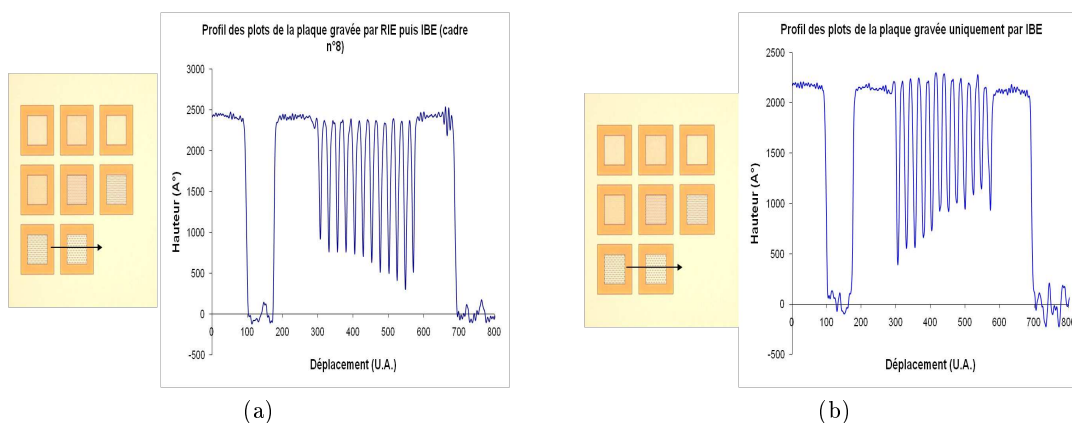 Profil des plots de la plaque gravée par RIE puis IBE (cadre
n°8)
3000
2500
2000
1500
1000
500
0
-500
0 100 200 300 400 500 600 700 800
Hauteur (A°)
Déplacement (U.A.)
(a)
Profil des plots de la plaque gravée uniquement par IBE
2500
2000
1500
1000
500
0
-500
0 100 200 300 400 500 600 700 800
Hauteur (A°)
Déplacement (U.A.)
(b)